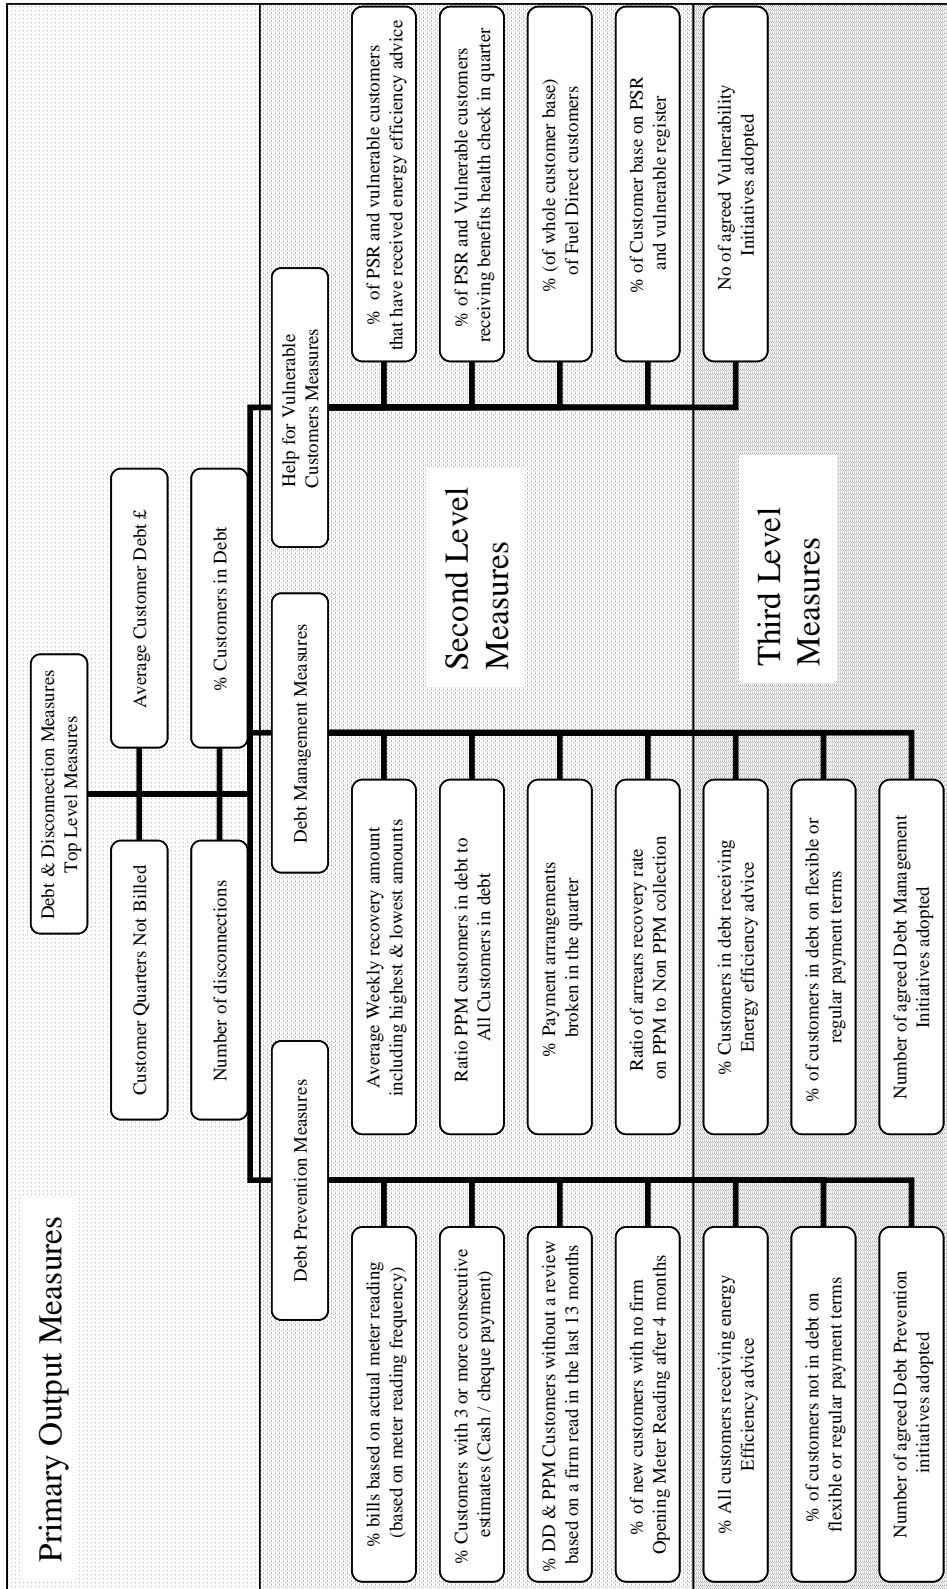 Primary Output Measures
Debt & Disconnection Measures
Top Level Measures
Customer Quarters Not Billed
Average Customer Debt £
Number of disconnections
% Customers in Debt
Debt Prevention Measures
Debt Management Measures
Help for Vulnerable
Customers Measures
Second Level
Measures
% bills based on actual meter reading
(based on meter reading frequency)
% Customers with 3 or more consecutive
estimates (Cash / cheque payment)
% DD & PPM Customers without a review
based on a firm read in the last 13 months
% of new customers with no firm
Opening Meter Reading after 4 months
Average Weekly recovery amount
including highest & lowest amounts
Ratio PPM customers in debt to
All Customers in debt
% Payment arrangements
broken in the quarter
Ratio of arrears recovery rate
on PPM to Non PPM collection
% of PSR and vulnerable customers
that have received energy efficiency advice
% of PSR and Vulnerable customers
receiving benefits health check in quarter
% (of whole customer base)
of Fuel Direct customers
% of Customer base on PSR
and vulnerable register
Third Level
Measures
% All customers receiving energy
Efficiency advice
% of customers not in debt on
flexible or regular payment terms
Number of agreed Debt Prevention
initiatives adopted
% Customers in debt receiving
Energy efficiency advice
% of customers in debt on flexible or
regular payment terms
Number of agreed Debt Management
Initiatives adopted
No of agreed Vulnerability
Initiatives adopted